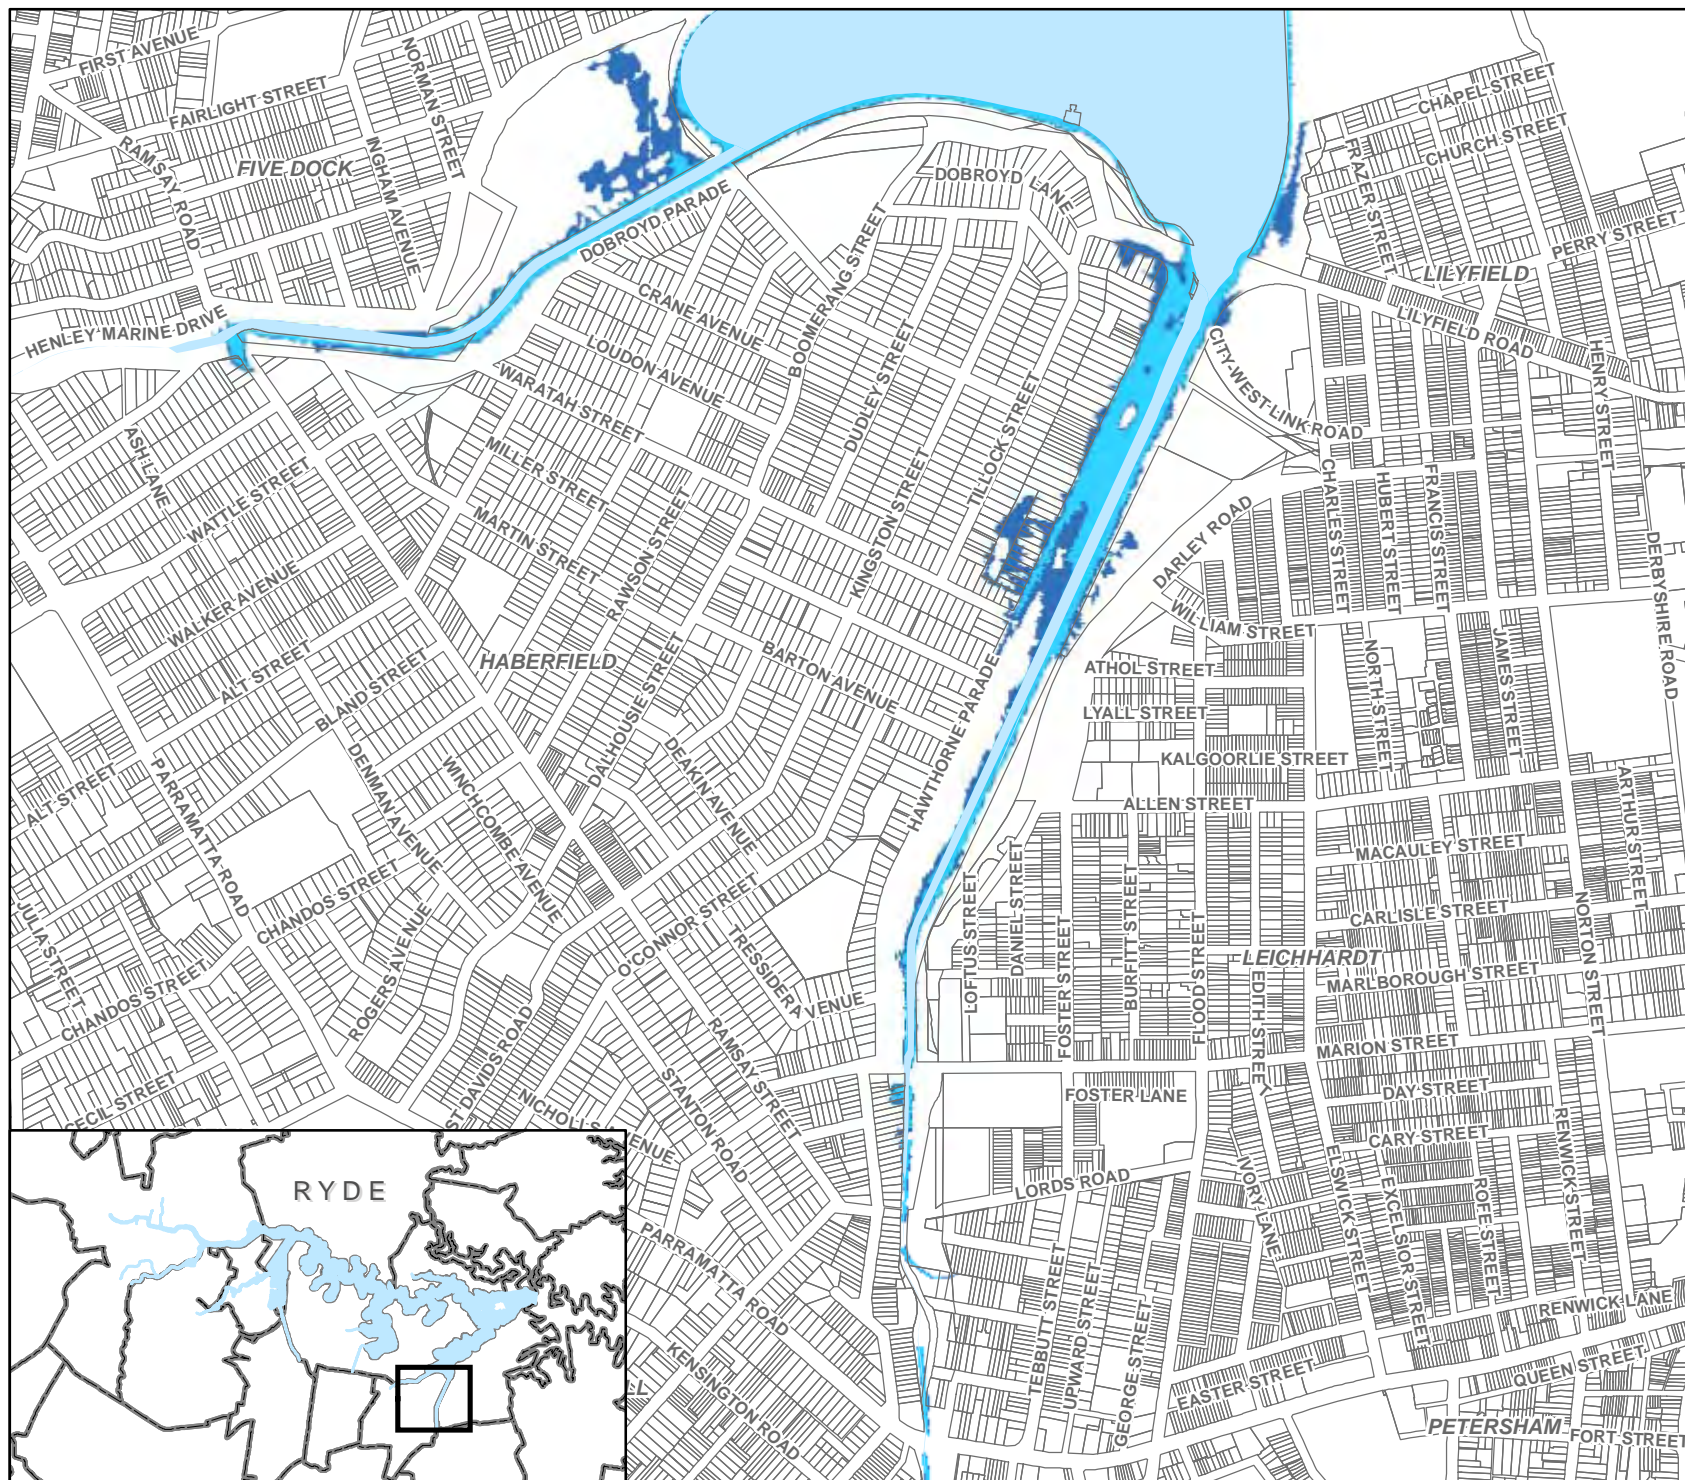 FIRST AVENUE
FAIRLIGHT STREET
NORMAN STREET
RAMSAY ROAD
FIVE DOCK
INGHAM AVENUE
HENLEY MARINE DRIVE
DOBROYD PARADE
DOBROYD LANE
CHAPEL STREET
CHURCH STREET
FRAZER STREET
PERRY STREET
LILYFIELD
LILYFIELD ROAD
HENRY STREET
CITY WEST LINK ROAD
CRANE AVENUE
BOOMERANG STREET
LOUDON AVENUE
WARATAH STREET
DUDLEY STREET
TILLOCK STREET
KINGSTON STREET
ASH LANE
WATTLE STREET
MILLER STREET
MARTIN STREET
RAWSON STREET
WALKER AVENUE
ALT STREET
BLAND STREET
HABERFIELD
DALHOUSIE STREET
BARTON AVENUE
HAWTHORNE PARADE
DARLEY ROAD
CHARLES STREET
HUBERT STREET
FRANCIS STREET
DERBYSHIRE ROAD
WILLIAM STREET
ATHOL STREET
LYALL STREET
NORTH STREET
JAMES STREET
KALGOORLIE STREET
ALLEN STREET
ALT STREET
PARRAMATTA ROAD
DENMAN AVENUE
WINCHCOMBE AVENUE
DEAKIN AVENUE
MACAULEY STREET
ARTHUR STREET
CARLISLE STREET
NORTON STREET
JULIA STREET
CHANDOS STREET
CHANDOS STREET
ROGERS AVENUE
O'CONNOR STREET
TRESSIDER AVENUE
LOFTUS STREET
DANIEL STREET
FOSTER STREET
BURFITT STREET
FLOOD STREET
LEICHHARDT
EDITH STREET
MARLBOROUGH STREET
MARION STREET
CECIL STREET
ST DAVIDS ROAD
NICHOLLS AVENUE
STANTON ROAD
RAMSAY STREET
FOSTER LANE
DAY STREET
CARY STREET
RENWICK STREET
LORDS ROAD
IVORY LANE
ELSWICK STREET
EXCELSIOR STREET
ROFE STREET
RYDE
PARRAMATTA ROAD
KENSINGTON ROAD
LL
TEBBUTT STREET
UPWARD STREET
GEORGE STREET
EASTER STREET
RENWICK LANE
QUEEN STREET
PETERSHAM
FORT STREET